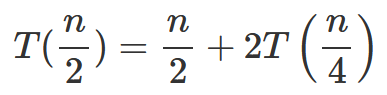 T(n/2) = n/2 + 2T(n/4)